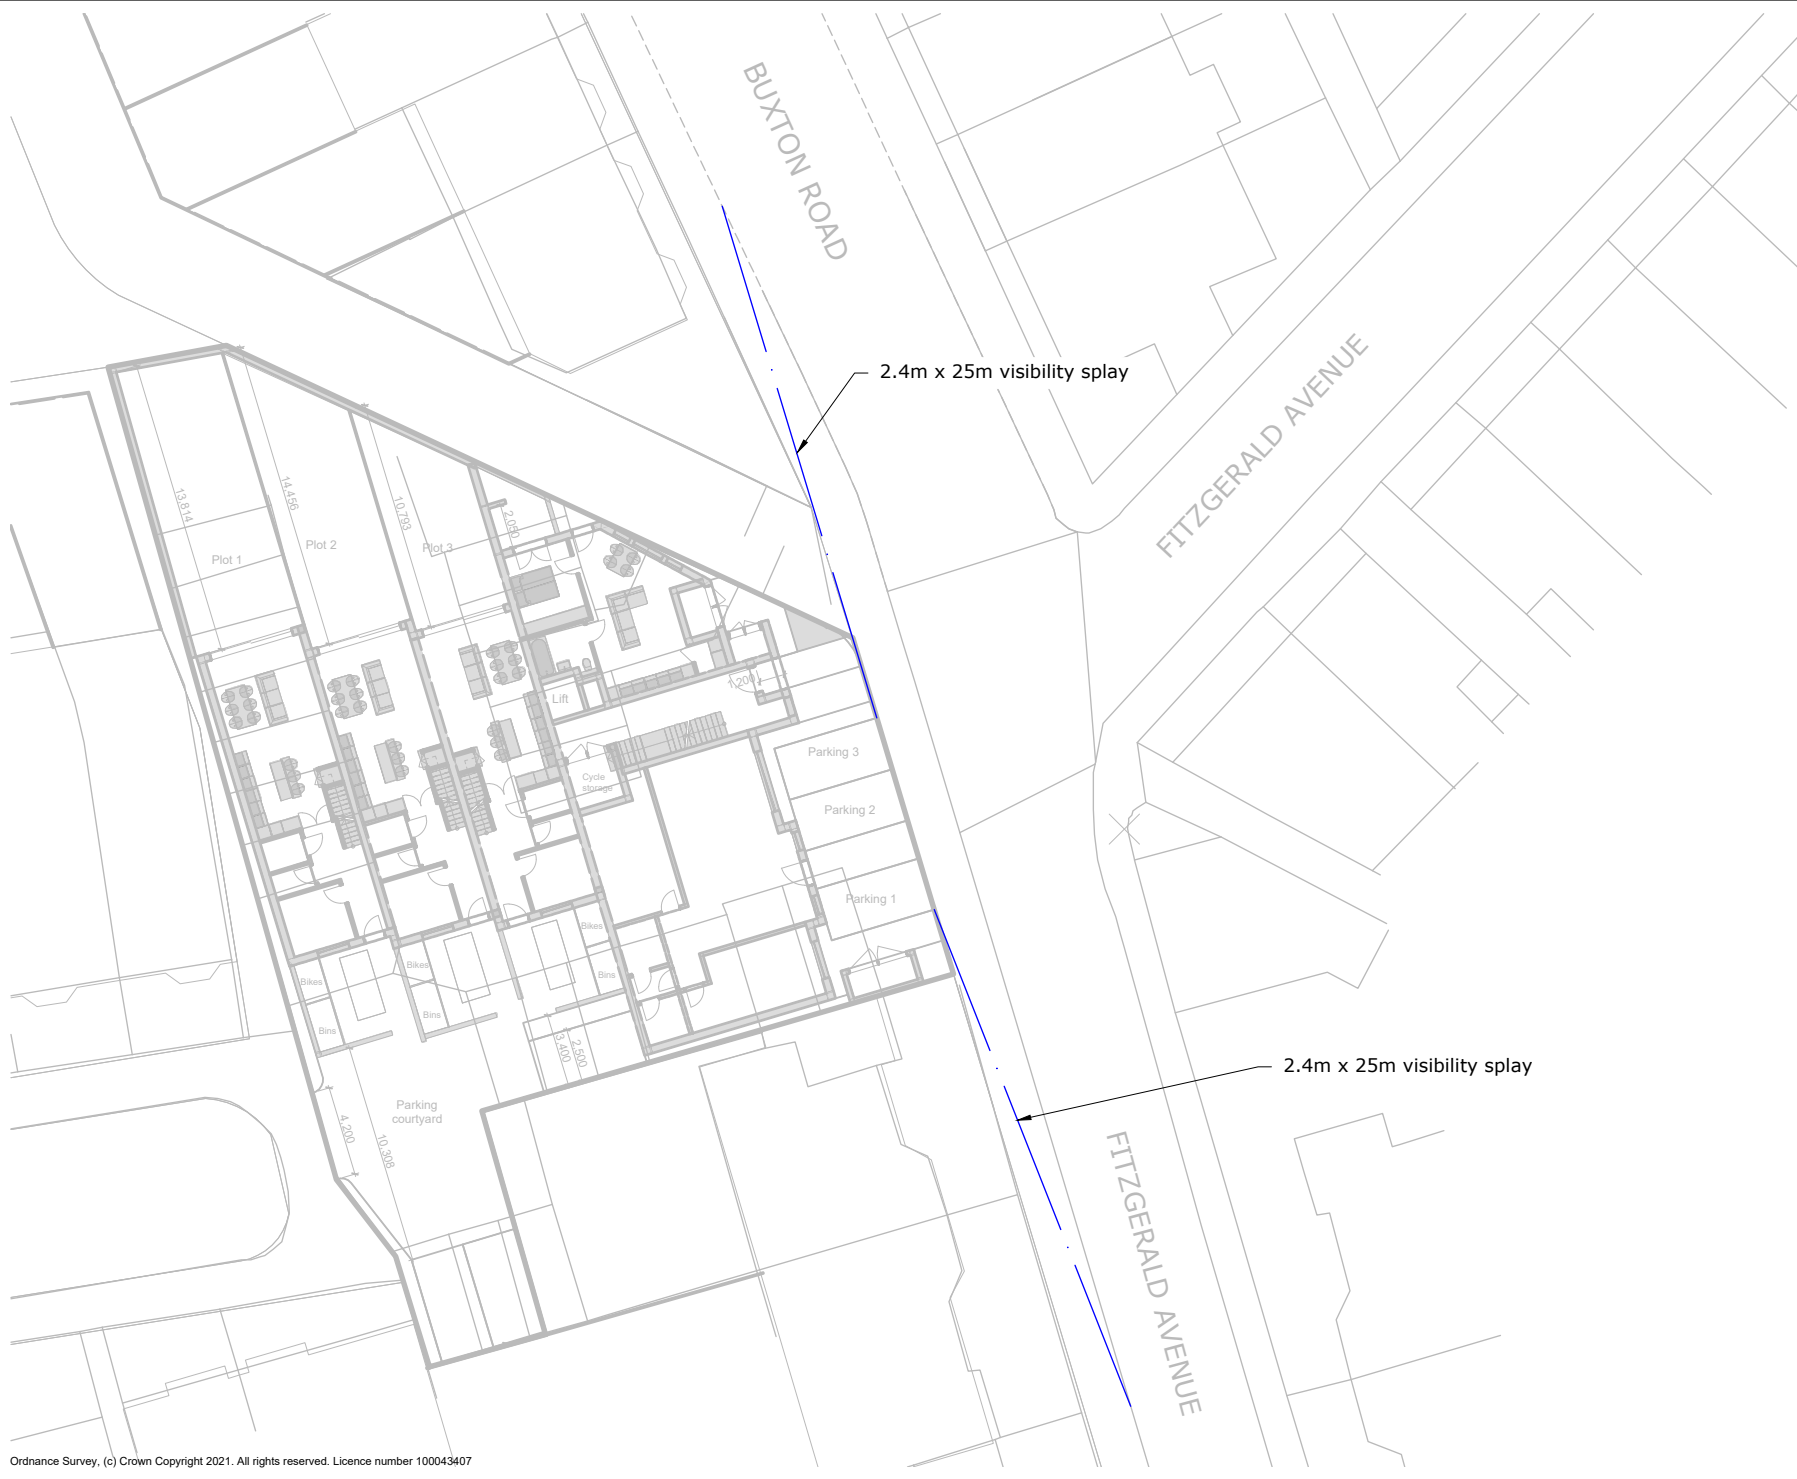 BUXTON ROAD
2.4m x 25m visibility splay
FITZGERALD AVENUE
13.814
14.456
10.793
2.050
Plot 1
Plot 2
Plot 3
Lift
1.200
Cycle
storage
Parking 3
Parking 2
Parking 1
Bikes
Bins
Bikes
Bins
Bikes
Bins
3.400
2.500
Parking
courtyard
4.200
10.308
2.4m x 25m visibility splay
FITZGERALD AVENUE
Ordnance Survey, (c) Crown Copyright 2021. All rights reserved. Licence number 100043407